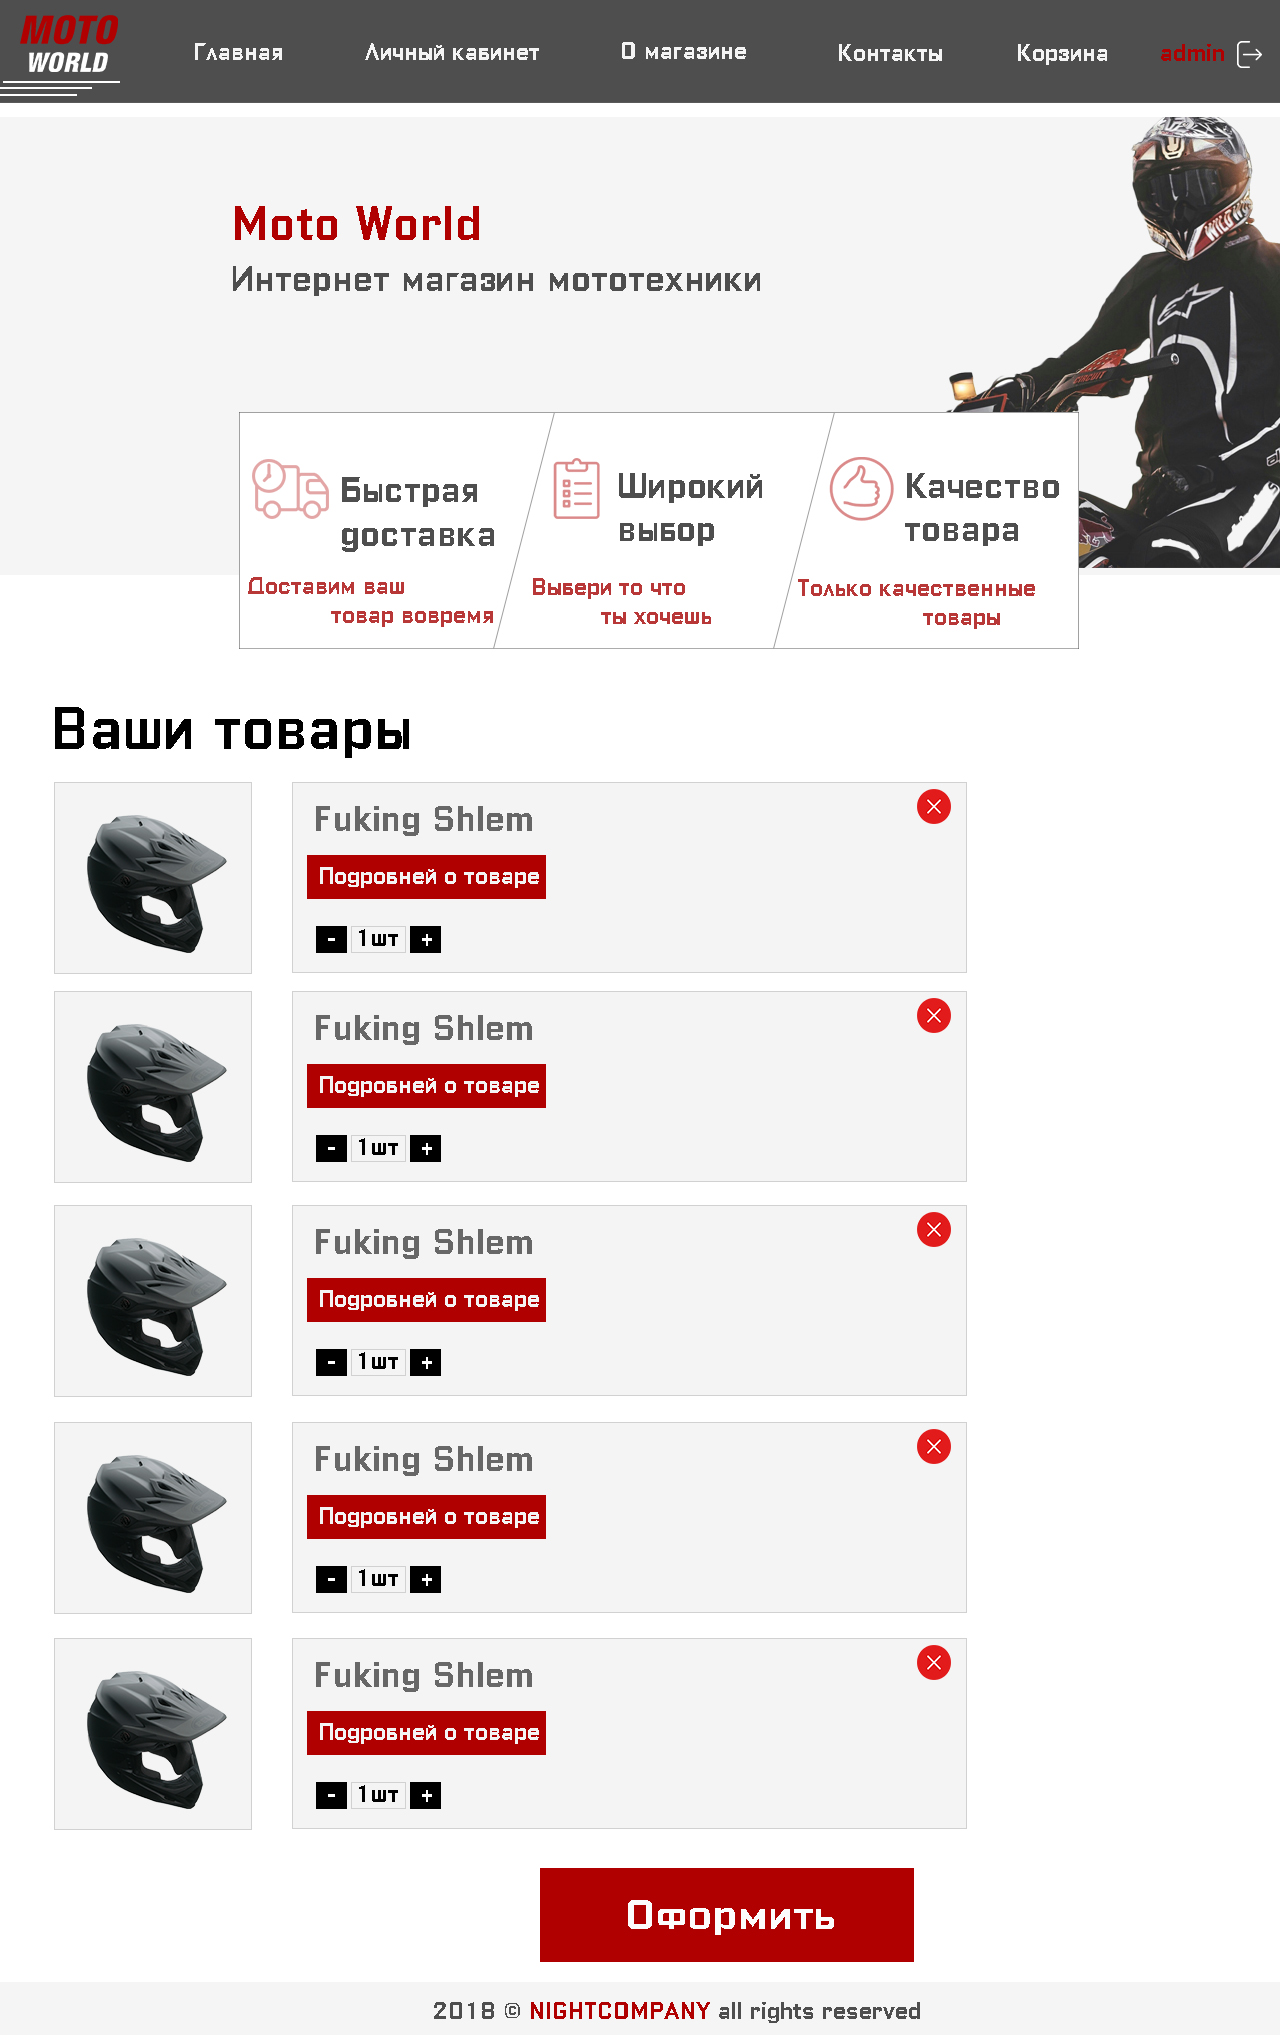 MOTO
WORLD
Главная Личный кабинет О магазине Контакты Корзина admin
Moto World
Интернет магазин мототехники
Быстрая
доставка
Доставим ваш
товар вовремя
Широкий
выбор
Выбери то что
ты хочешь
Качество
товара
Только качественные
товары
Ваши товары
Fuking Shlem
Подробней о товаре
- 1шт +
Fuking Shlem
Подробней о товаре
- 1шт +
Fuking Shlem
Подробней о товаре
- 1шт +
Fuking Shlem
Подробней о товаре
- 1шт +
Fuking Shlem
Подробней о товаре
- 1шт +
Оформить
2018 © NIGHTCOMPANY all rights reserved